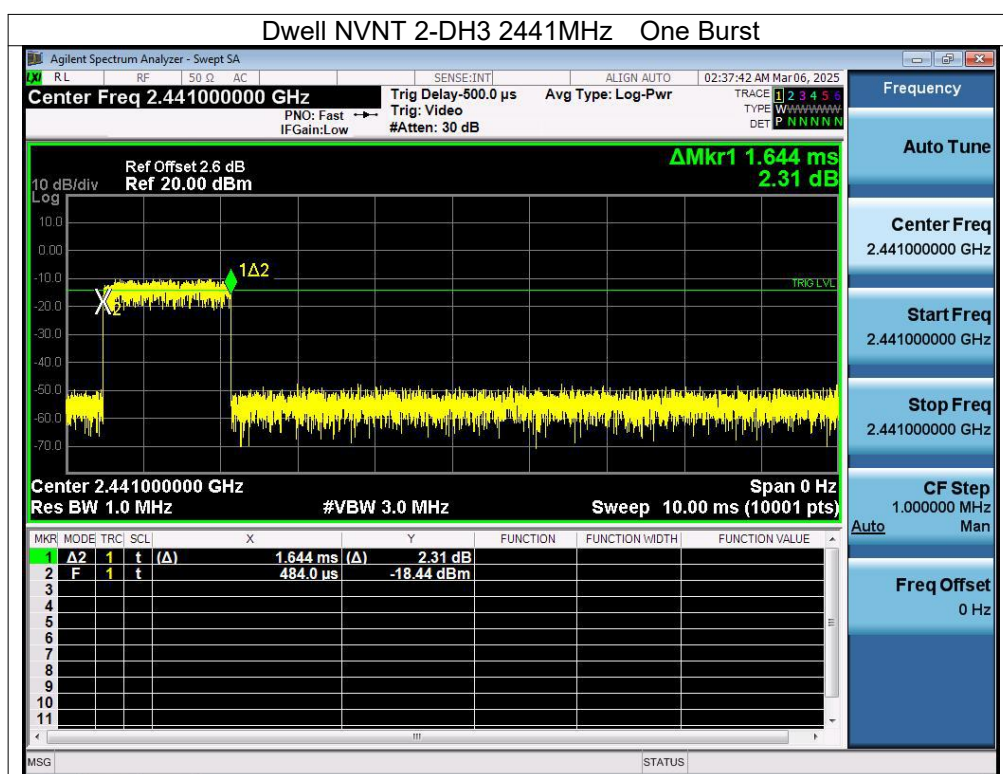 Dwell NVNT 2-DH3 2441MHz One Burst
Agilent Spectrum Analyzer - Swept SA
LXI RL RF 50 Ω AC SENSE:INT ALIGN AUTO 02:37:42 AM Mar 06, 2025
Center Freq 2.441000000 GHz Trig Delay-500.0 µs Avg Type: Log-Pwr TRACE 1 2 3 4 5 6
PNO: Fast Trig: Video TYPE WWWWWWW
IFGain:Low #Atten: 30 dB DET P N N N N N
Frequency
Auto Tune
Center Freq
2.441000000 GHz
Start Freq
2.441000000 GHz
Stop Freq
2.441000000 GHz
CF Step
1.000000 MHz
Auto Man
Freq Offset
0 Hz
ΔMkr1 1.644 ms
2.31 dB
Ref Offset 2.6 dB
10 dB/div Ref 20.00 dBm
Log
10.0
0.00
-10.0
-20.0
-30.0
-40.0
-50.0
-60.0
-70.0
1Δ2
TRIG LVL
2
Center 2.441000000 GHz Span 0 Hz
Res BW 1.0 MHz #VBW 3.0 MHz Sweep 10.00 ms (10001 pts)
MKR MODE TRC SCL X Y FUNCTION FUNCTION WIDTH FUNCTION VALUE
1 Δ2 1 t (Δ) 1.644 ms (Δ) 2.31 dB
2 F 1 t 484.0 µs -18.44 dBm
3
4
5
6
7
8
9
10
11
MSG STATUS